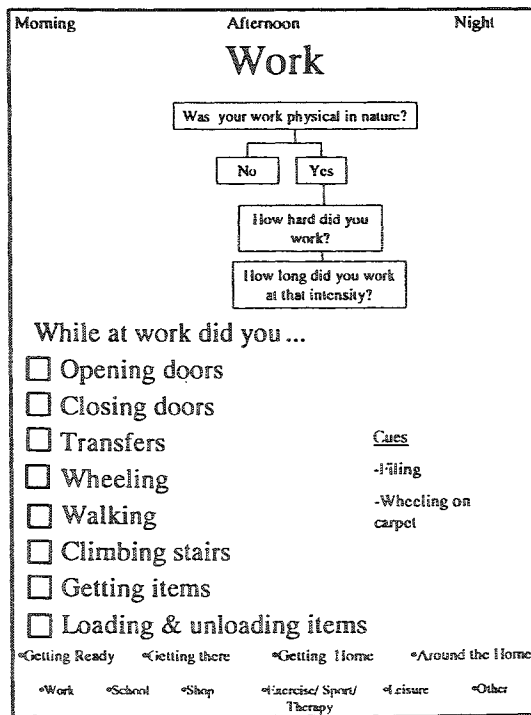 Morning Afternoon Night
Work
Was your work physical in nature?
No Yes
How hard did you
work?
How long did you work
at that intensity?
While at work did you ...
Opening doors
Closing doors
Transfers
Wheeling
Walking
Climbing stairs
Getting items
Loading & unloading items
Cues
-Filing
-Wheeling on
carpet
•Getting Ready •Getting there •Getting Home •Around the Home
•Work •School •Shop •Exercise/ Sport/
Therapy
•Leisure •Other